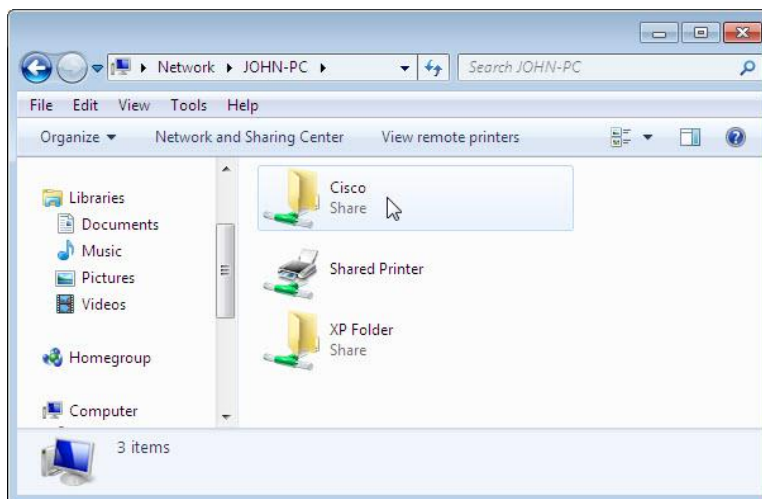 Network JOHN-PC Search JOHN-PC
File Edit View Tools Help
Organize Network and Sharing Center View remote printers
Libraries
Documents
Music
Pictures
Videos
Homegroup
Computer
Cisco
Share
Shared Printer
XP Folder
Share
3 items